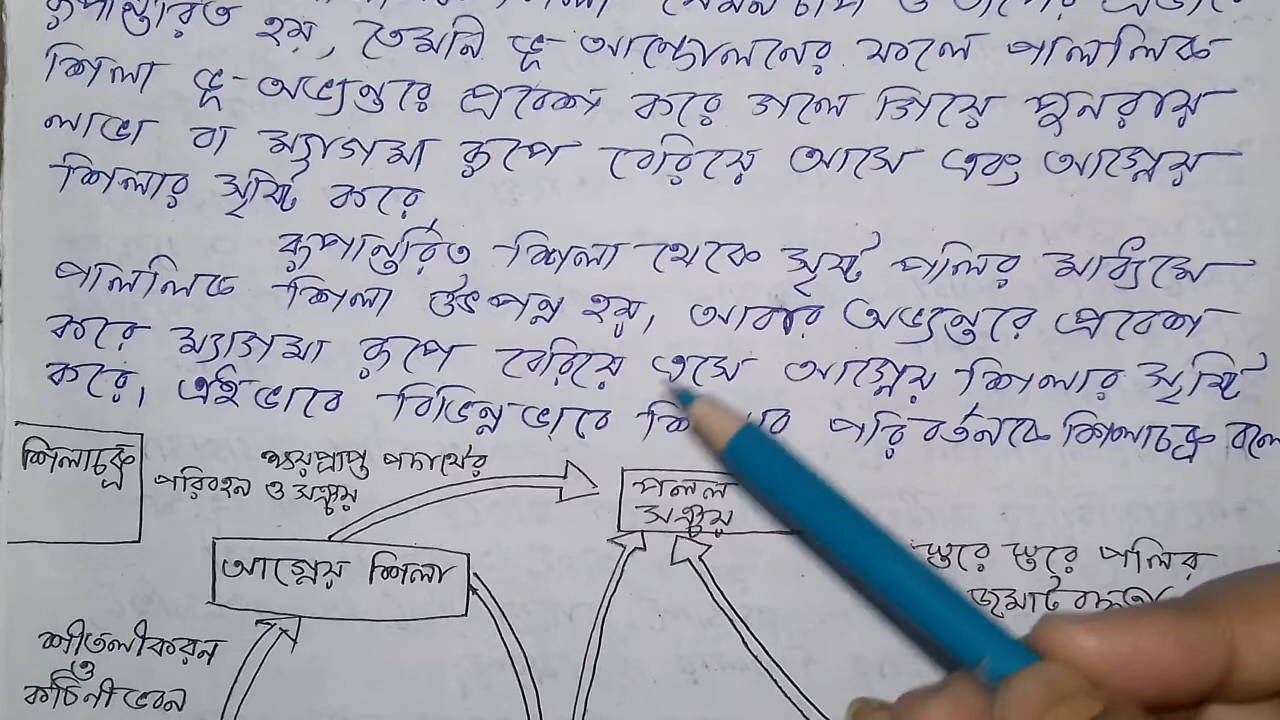 রূপান্তরিত হয়, তেমনি ভূ-আন্দোলনের ফলে পাললিক
শিলা ভূ-অভ্যন্তরে প্রবেশ করে গলে গিয়ে পুনরায়
লাভা বা ম্যাগমা রূপে বেরিয়ে আসে এবং আগ্নেয়
শিলার সৃষ্টি করে
রূপান্তরিত শিলা থেকে সৃষ্ট পলির মাধ্যমে
পাললিক শিলা উৎপন্ন হয়, আবার অভ্যন্তরে প্রবেশ
করে ম্যাগমা রূপে বেরিয়ে এসে আগ্নেয় শিলার সৃষ্টি
করে, এইভাবে বিভিন্নভাবে পরিবর্তনকে শিলাচক্র বলে
শিলাচক্র
ক্ষয়প্রাপ্ত পদার্থের
পরিবহন ও সঞ্চয়
পলল
সঞ্চয়
আগ্নেয় শিলা
স্তরে স্তরে পলির
শীতলীকরন
ও
কঠিনীভবন